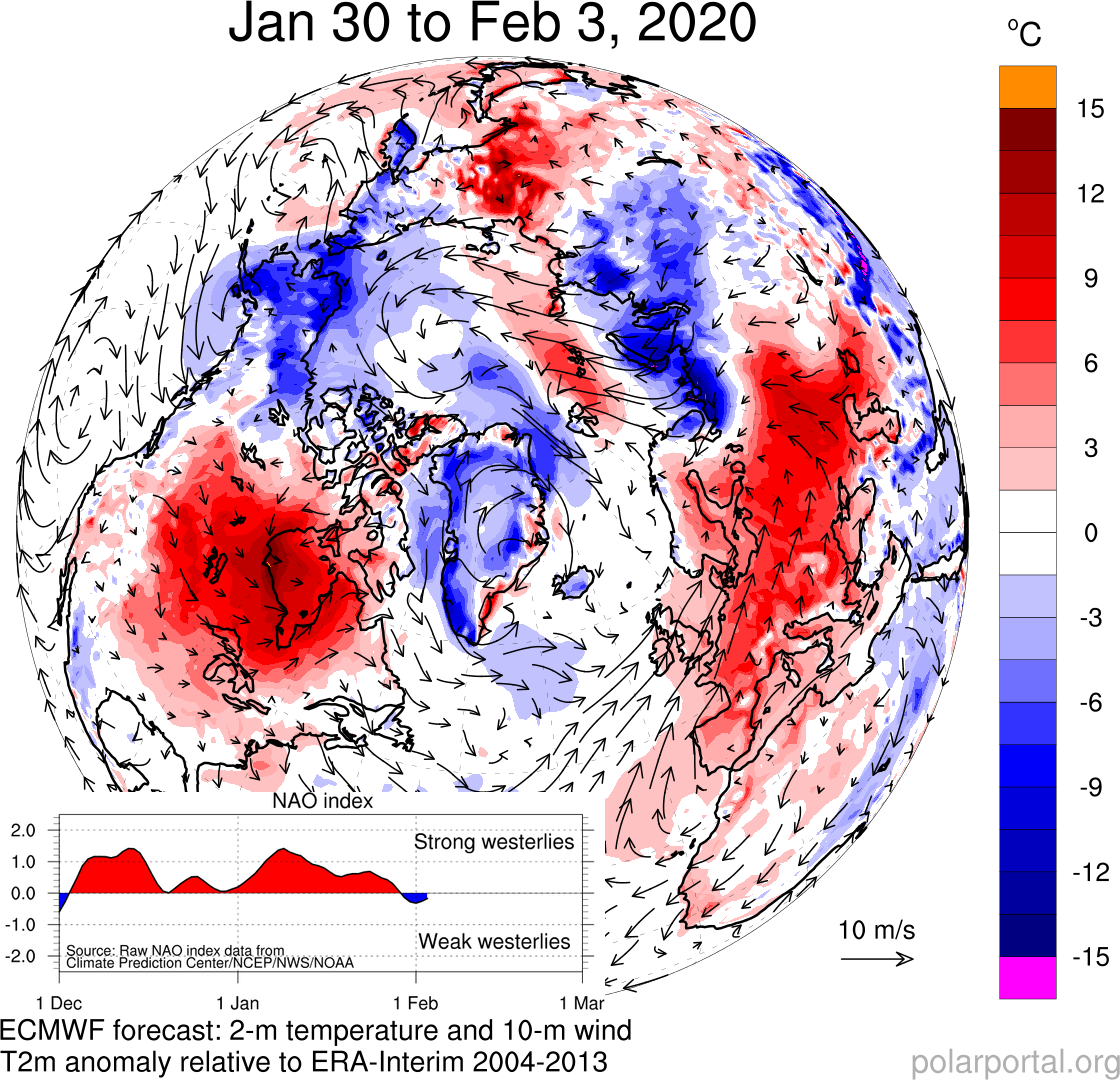 Jan 30 to Feb 3, 2020
oC
15
12
9
6
3
0
-3
-6
-9
-12
-15
10 m/s
NAO index
2.0
1.0
0.0
-1.0
-2.0
Strong westerlies
Weak westerlies
Source: Raw NAO index data from
Climate Prediction Center/NCEP/NWS/NOAA
1 Dec
1 Jan
1 Feb
1 Mar
ECMWF forecast: 2-m temperature and 10-m wind
T2m anomaly relative to ERA-Interim 2004-2013
polarportal.org